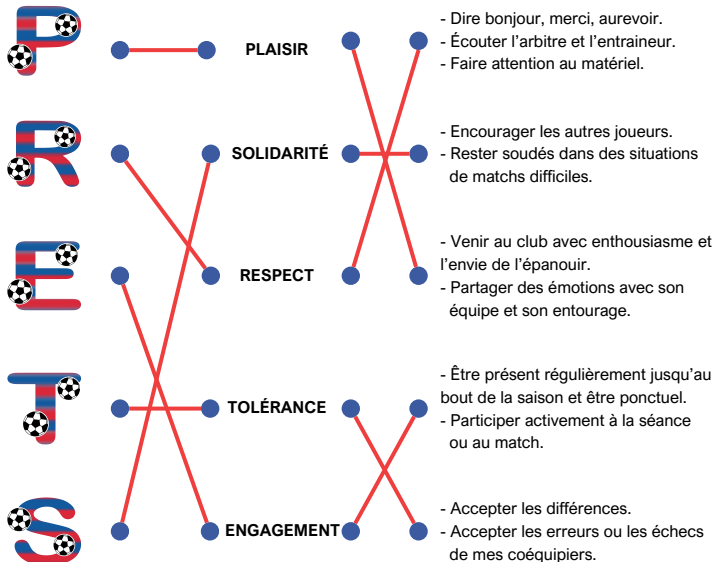 P
PLAISIR
- Dire bonjour, merci, aurevoir.
- Écouter l'arbitre et l'entraineur.
- Faire attention au matériel.
R
SOLIDARITÉ
- Encourager les autres joueurs.
- Rester soudés dans des situations
de matchs difficiles.
E
RESPECT
- Venir au club avec enthousiasme et
l'envie de l'épanouir.
- Partager des émotions avec son
équipe et son entourage.
T
TOLÉRANCE
- Être présent régulièrement jusqu'au
bout de la saison et être ponctuel.
- Participer activement à la séance
ou au match.
S
ENGAGEMENT
- Accepter les différences.
- Accepter les erreurs ou les échecs
de mes coéquipiers.